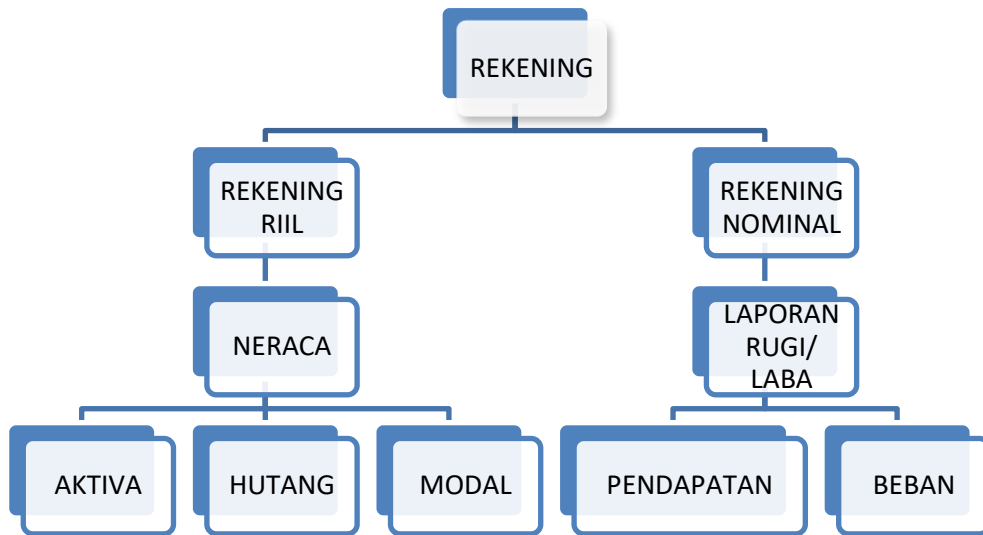 REKENING
REKENING
RIIL
REKENING
NOMINAL
NERACA
LAPORAN
RUGI/
LABA
AKTIVA
HUTANG
MODAL
PENDAPATAN
BEBAN